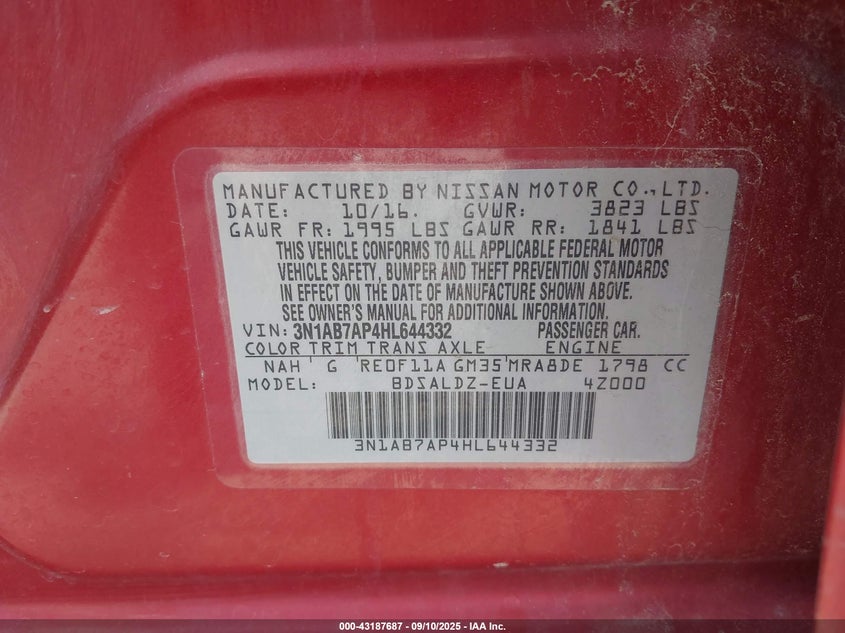 MANUFACTURED BY NISSAN MOTOR CO., LTD.
DATE: 10/16. GVWR: 3823 LBS
GAWR FR: 1995 LBS GAWR RR: 1841 LBS
THIS VEHICLE CONFORMS TO ALL APPLICABLE FEDERAL MOTOR
VEHICLE SAFETY, BUMPER AND THEFT PREVENTION STANDARDS
IN EFFECT ON THE DATE OF MANUFACTURE SHOWN ABOVE.
SEE OWNER'S MANUAL FOR ADDITIONAL INFORMATION.
VIN: 3N1AB7AP4HL644332 PASSENGER CAR.
COLOR TRIM TRANS AXLE ENGINE
NAH' G 'RE0F11A GM35'MRA8DE 1798 CC
MODEL: BDSALDZ-EUA 4Z000
3N1AB7AP4HL644332
000-43187687 - 09/10/2025 - IAA Inc.